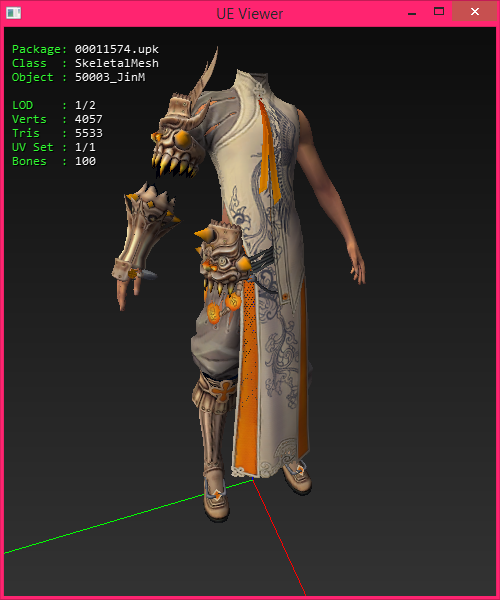 UE Viewer
Package: 00011574.upk
Class  : SkeletalMesh
Object : 50003_JinM
LOD    : 1/2
Verts  : 4057
Tris   : 5533
UV Set : 1/1
Bones  : 100